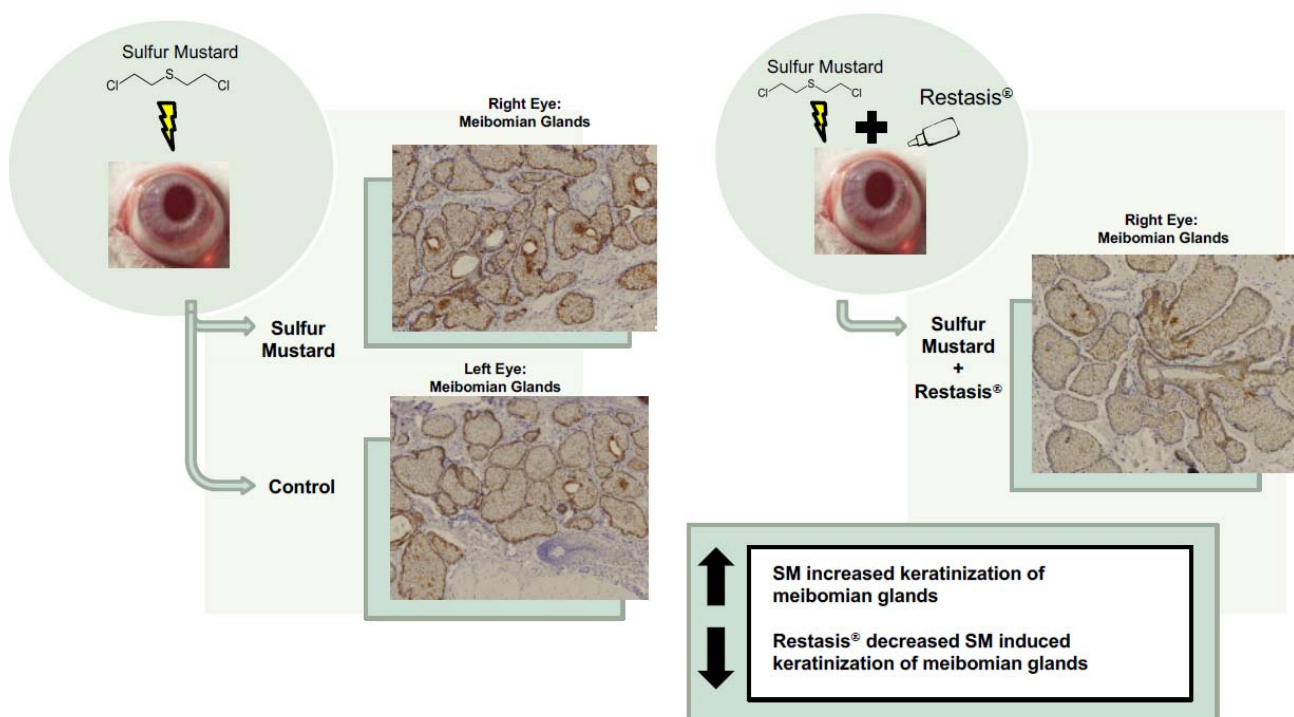 Sulfur Mustard
Cl
S
Cl
Right Eye:
Meibomian Glands
Sulfur
Mustard
Left Eye:
Meibomian Glands
Control
Sulfur Mustard
Cl
S
Cl
Restasis®
Right Eye:
Meibomian Glands
Sulfur
Mustard
+
Restasis®
SM increased keratinization of
meibomian glands
Restasis® decreased SM induced
keratinization of meibomian glands